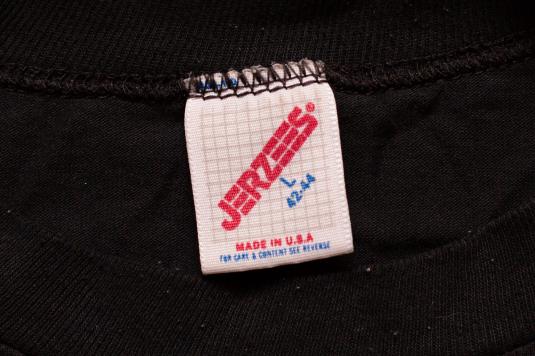 JERZEES®
L
42-44
MADE IN U.S.A
FOR CARE & CONTENT SEE REVERSE